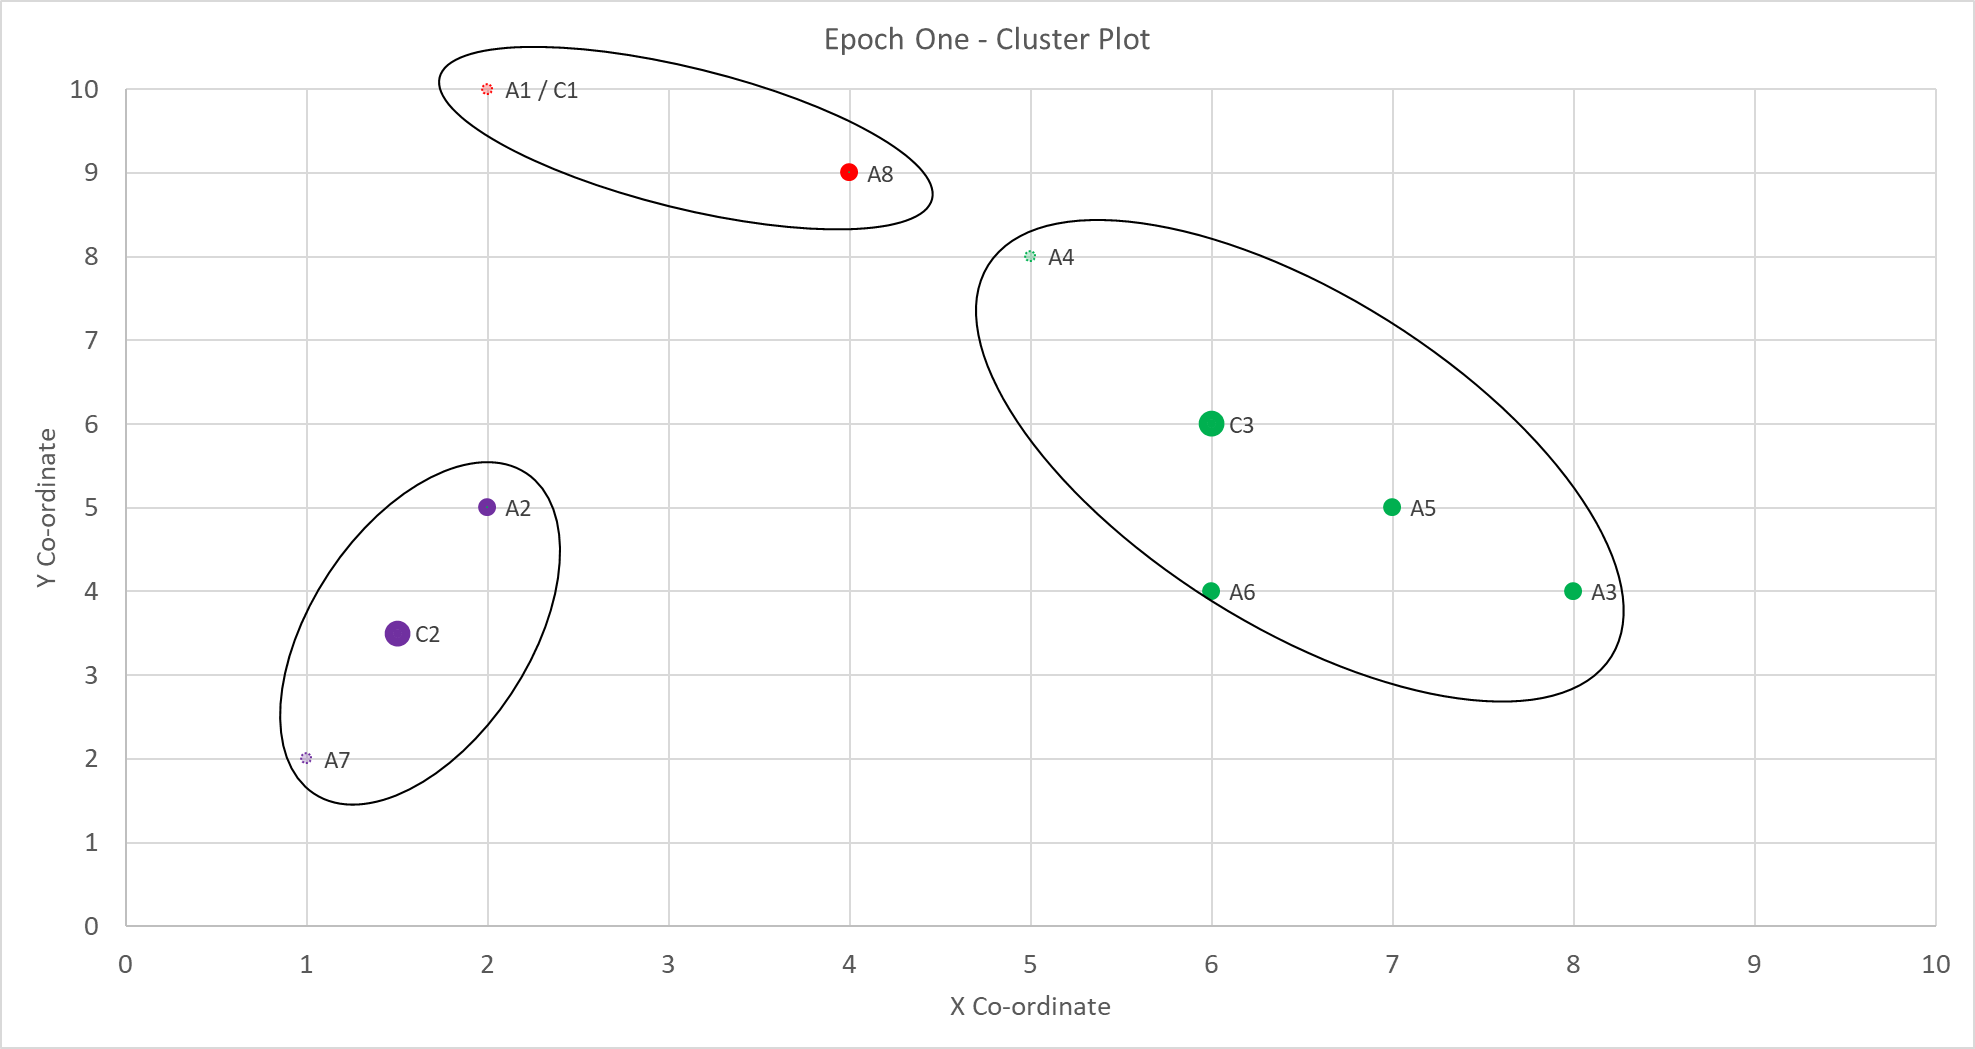 Epoch One - Cluster Plot
10
A1 / C1
9
A8
8
A4
7
6
C3
5
A2
A5
4
A6
A3
C2
3
2
A7
1
0
0 1 2 3 4 5 6 7 8 9 10
X Co-ordinate
Y Co-ordinate